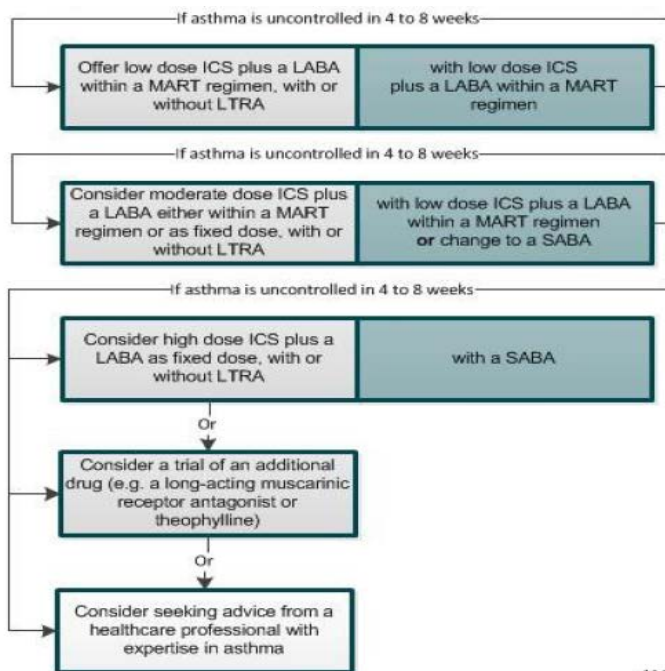 If asthma is uncontrolled in 4 to 8 weeks
Offer low dose ICS plus a LABA
within a MART regimen, with or
without LTRA
with low dose ICS
plus a LABA within a MART
regimen
If asthma is uncontrolled in 4 to 8 weeks
Consider moderate dose ICS plus
a LABA either within a MART
regimen or as fixed dose, with or
without LTRA
with low dose ICS plus a LABA
within a MART regimen
or change to a SABA
If asthma is uncontrolled in 4 to 8 weeks
Consider high dose ICS plus a
LABA as fixed dose, with or
without LTRA
with a SABA
Or
Consider a trial of an additional
drug (e.g. a long-acting muscarinic
receptor antagonist or
theophylline)
Or
Consider seeking advice from a
healthcare professional with
expertise in asthma